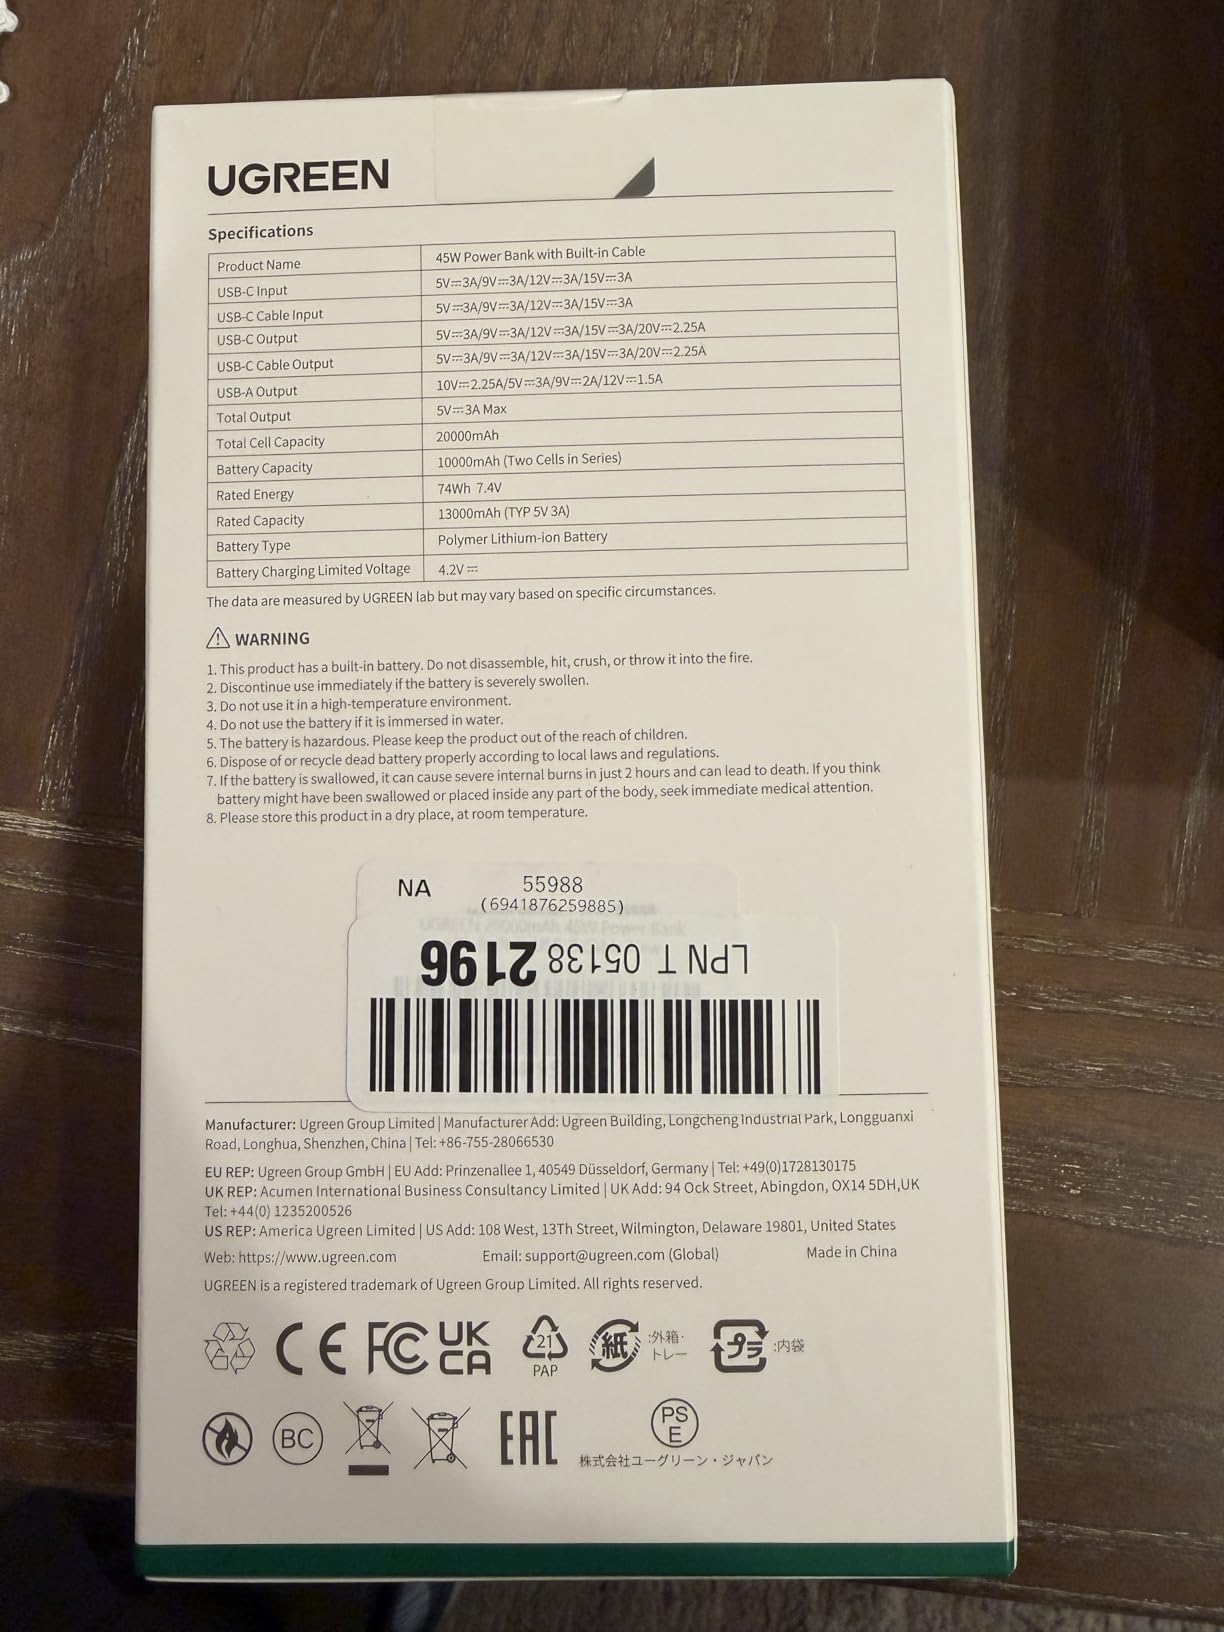 UGREEN
Specifications
Product Name 45W Power Bank with Built-in Cable
USB-C Input 5V⎓3A/9V⎓3A/12V⎓3A/15V⎓3A
USB-C Cable Input 5V⎓3A/9V⎓3A/12V⎓3A/15V⎓3A
USB-C Output 5V⎓3A/9V⎓3A/12V⎓3A/15V⎓3A/20V⎓2.25A
USB-C Cable Output 5V⎓3A/9V⎓3A/12V⎓3A/15V⎓3A/20V⎓2.25A
USB-A Output 10V⎓2.25A/5V⎓3A/9V⎓2A/12V⎓1.5A
Total Output 5V⎓3A Max
Total Cell Capacity 20000mAh
Battery Capacity 10000mAh (Two Cells in Series)
Rated Energy 74Wh 7.4V
Rated Capacity 13000mAh (TYP 5V 3A)
Battery Type Polymer Lithium-ion Battery
Battery Charging Limited Voltage 4.2V⎓
The data are measured by UGREEN lab but may vary based on specific circumstances.
WARNING
1. This product has a built-in battery. Do not disassemble, hit, crush, or throw it into the fire.
2. Discontinue use immediately if the battery is severely swollen.
3. Do not use it in a high-temperature environment.
4. Do not use the battery if it is immersed in water.
5. The battery is hazardous. Please keep the product out of the reach of children.
6. Dispose of or recycle dead battery properly according to local laws and regulations.
7. If the battery is swallowed, it can cause severe internal burns in just 2 hours and can lead to death. If you think
battery might have been swallowed or placed inside any part of the body, seek immediate medical attention.
8. Please store this product in a dry place, at room temperature.
NA 55988
(6941876259885)
LPN T 05138 2196
Manufacturer: Ugreen Group Limited | Manufacturer Add: Ugreen Building, Longcheng Industrial Park, Longguanxi
Road, Longhua, Shenzhen, China | Tel: +86-755-28066530
EU REP: Ugreen Group GmbH | EU Add: Prinzenallee 1, 40549 Düsseldorf, Germany | Tel: +49(0)1728130175
UK REP: Acumen International Business Consultancy Limited | UK Add: 94 Ock Street, Abingdon, OX14 5DH,UK
Tel: +44(0) 1235200526
US REP: America Ugreen Limited | US Add: 108 West, 13Th Street, Wilmington, Delaware 19801, United States
Web: https://www.ugreen.com Email: support@ugreen.com (Global) Made in China
UGREEN is a registered trademark of Ugreen Group Limited. All rights reserved.
CE FC UK CA 21 PAP 紙 :外箱・トレー プラ :内袋
BC EAC PS E
株式会社ユーグリーン・ジャパン